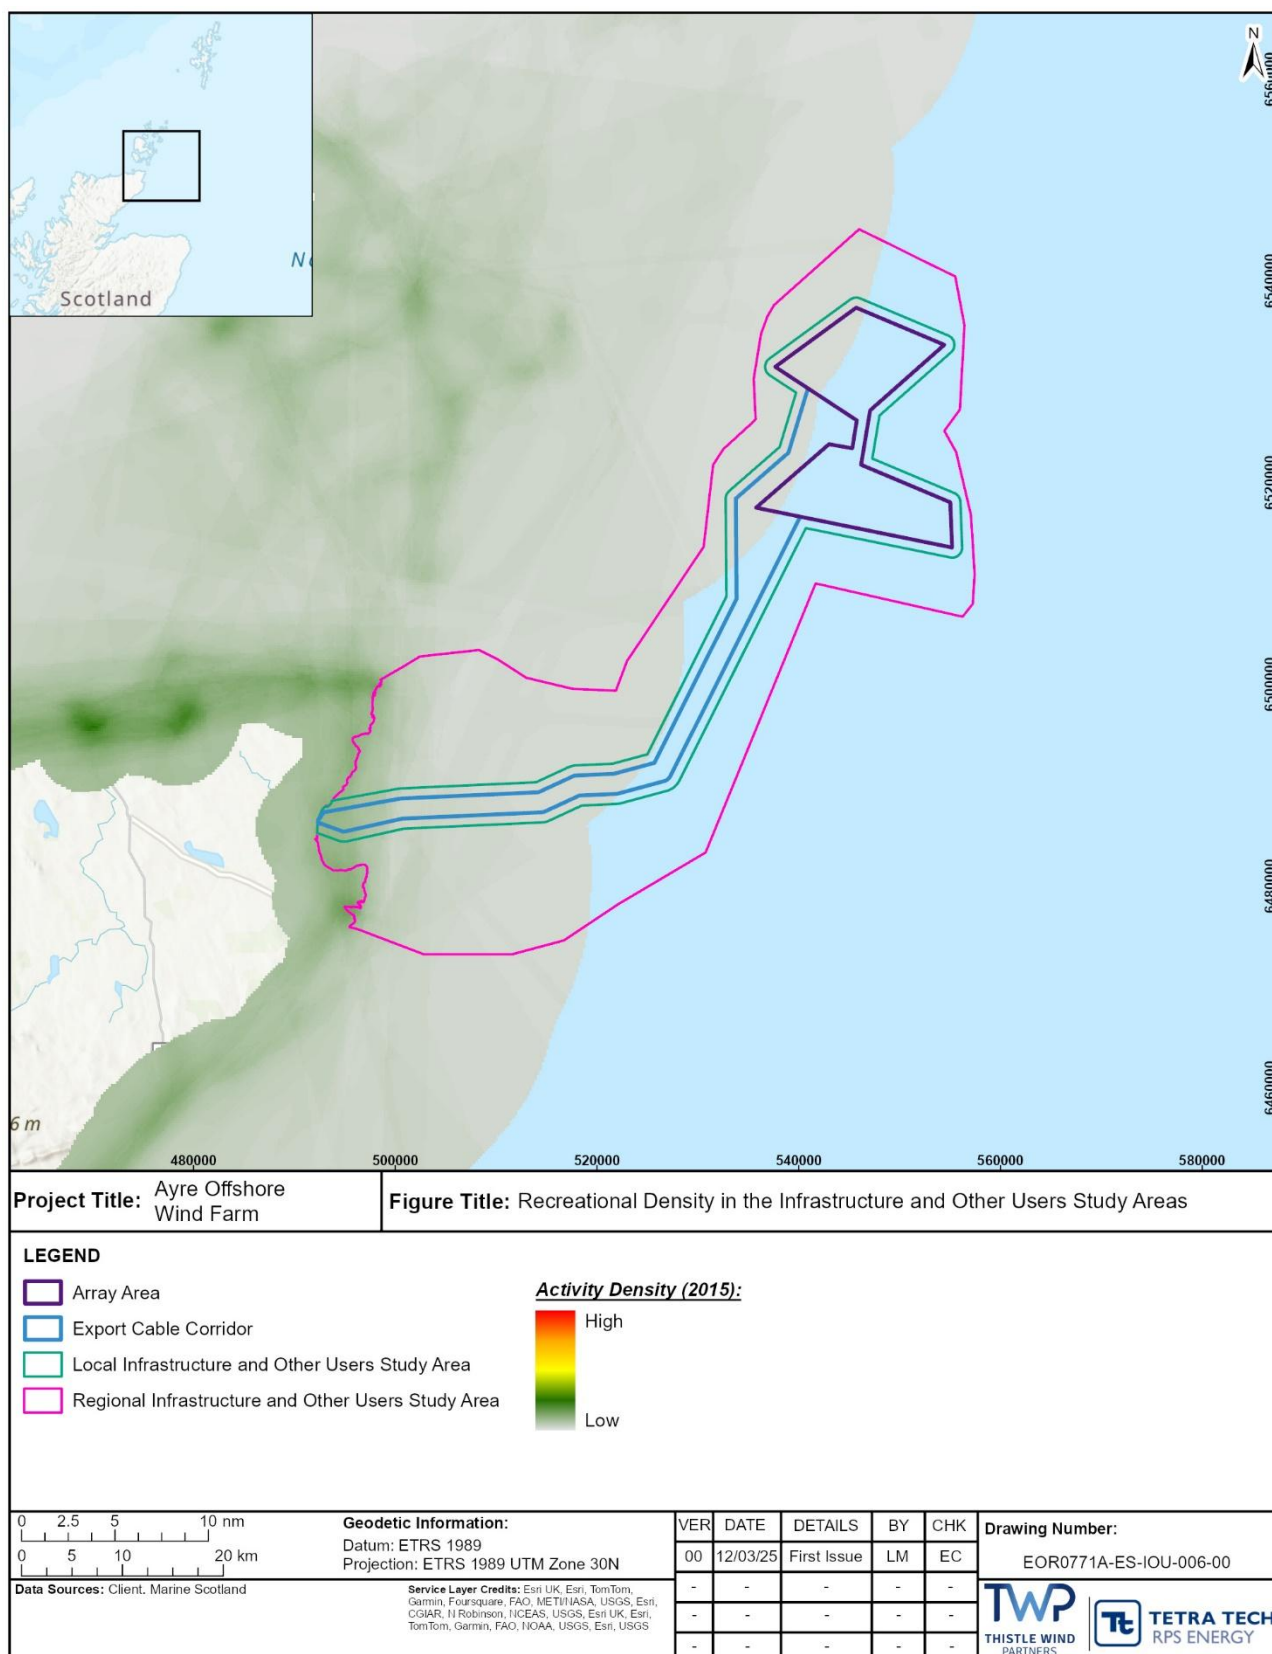 N
Scotland
6 m
6560000
6540000
6520000
6500000
6480000
6460000
480000 500000 520000 540000 560000 580000
Project Title: Ayre Offshore
Wind Farm
Figure Title: Recreational Density in the Infrastructure and Other Users Study Areas
LEGEND
Array Area
Export Cable Corridor
Local Infrastructure and Other Users Study Area
Regional Infrastructure and Other Users Study Area
Activity Density (2015):
High
Low
0 2.5 5 10 nm
0 5 10 20 km
Geodetic Information:
Datum: ETRS 1989
Projection: ETRS 1989 UTM Zone 30N
Data Sources: Client. Marine Scotland
Service Layer Credits: Esri UK, Esri, TomTom,
Garmin, Foursquare, FAO, METI/NASA, USGS, Esri,
CGIAR, N Robinson, NCEAS, USGS, Esri UK, Esri,
TomTom, Garmin, FAO, NOAA, USGS, Esri, USGS
VER DATE DETAILS BY CHK
00 12/03/25 First Issue LM EC
- - - - -
- - - - -
- - - - -
Drawing Number:
EOR0771A-ES-IOU-006-00
TWP
THISTLE WIND
PARTNERS
Tt
TETRA TECH
RPS ENERGY